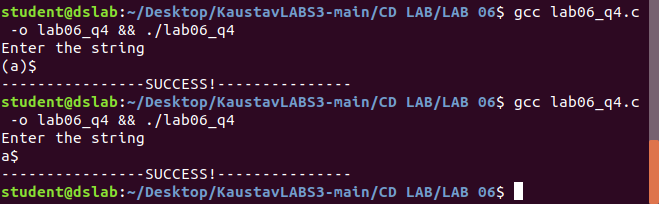 student@dslab:~/Desktop/KaustavLABS3-main/CD LAB/LAB 06$ gcc lab06_q4.c
 -o lab06_q4 && ./lab06_q4
Enter the string
(a)$
---------------SUCCESS!---------------
student@dslab:~/Desktop/KaustavLABS3-main/CD LAB/LAB 06$ gcc lab06_q4.c
 -o lab06_q4 && ./lab06_q4
Enter the string
a$
---------------SUCCESS!---------------
student@dslab:~/Desktop/KaustavLABS3-main/CD LAB/LAB 06$